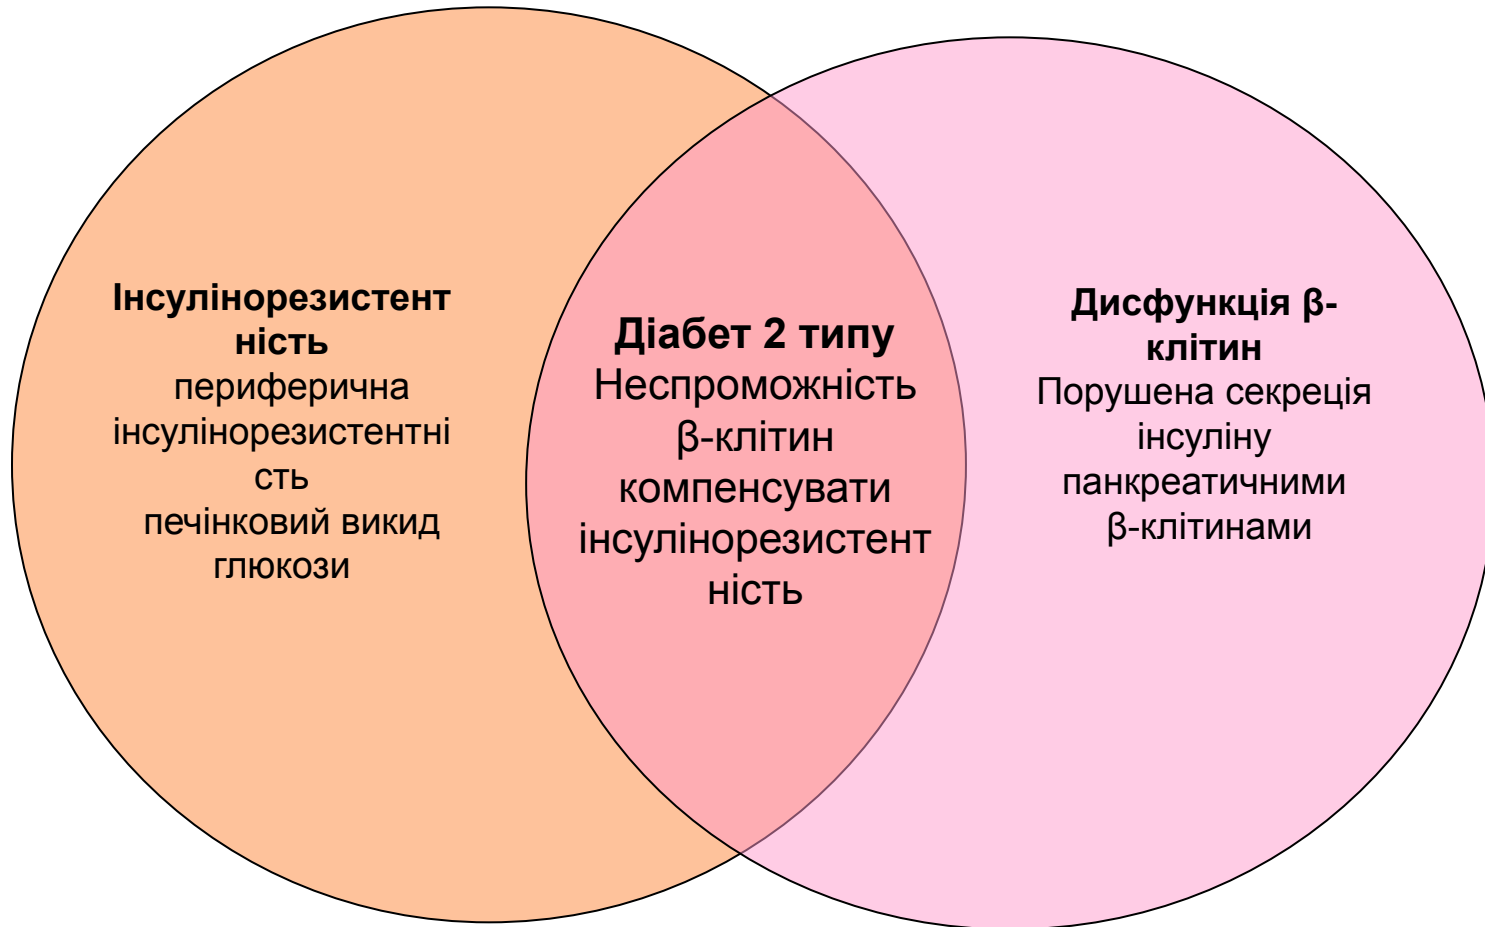 Інсулінорезистент
ність
периферична
інсулінорезистентні
сть
печінковий викид
глюкози
Діабет 2 типу
Неспроможність
β-клітин
компенсувати
інсулінорезистент
ність
Дисфункція β-
клітин
Порушена секреція
інсуліну
панкреатичними
β-клітинами